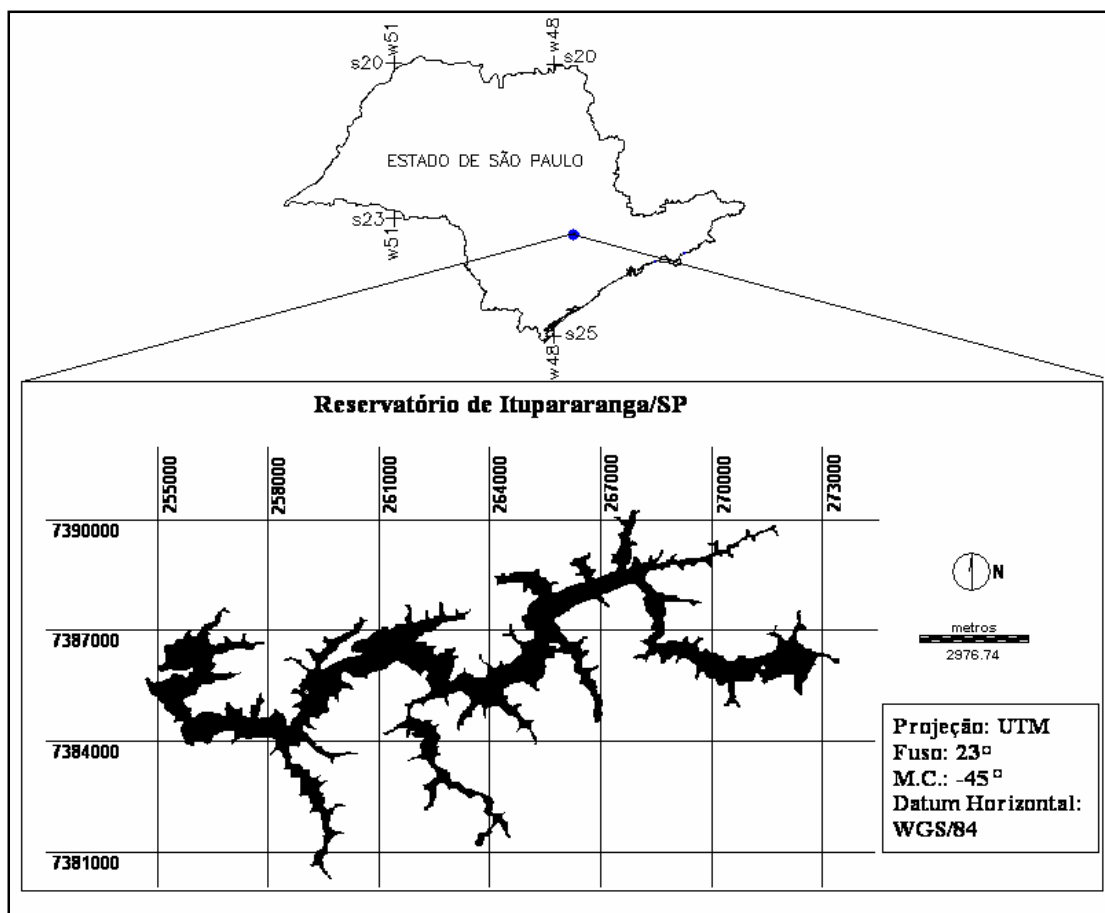 w51
w48
s20
s20
ESTADO DE SÃO PAULO
s23
w51
s25
w48
Reservatório de Itupararanga/SP
255000
258000
261000
264000
267000
270000
273000
7390000
7387000
7384000
7381000
N
metros
2976.74
Projeção: UTM
Fuso: 23º
M.C.: -45º
Datum Horizontal:
WGS/84